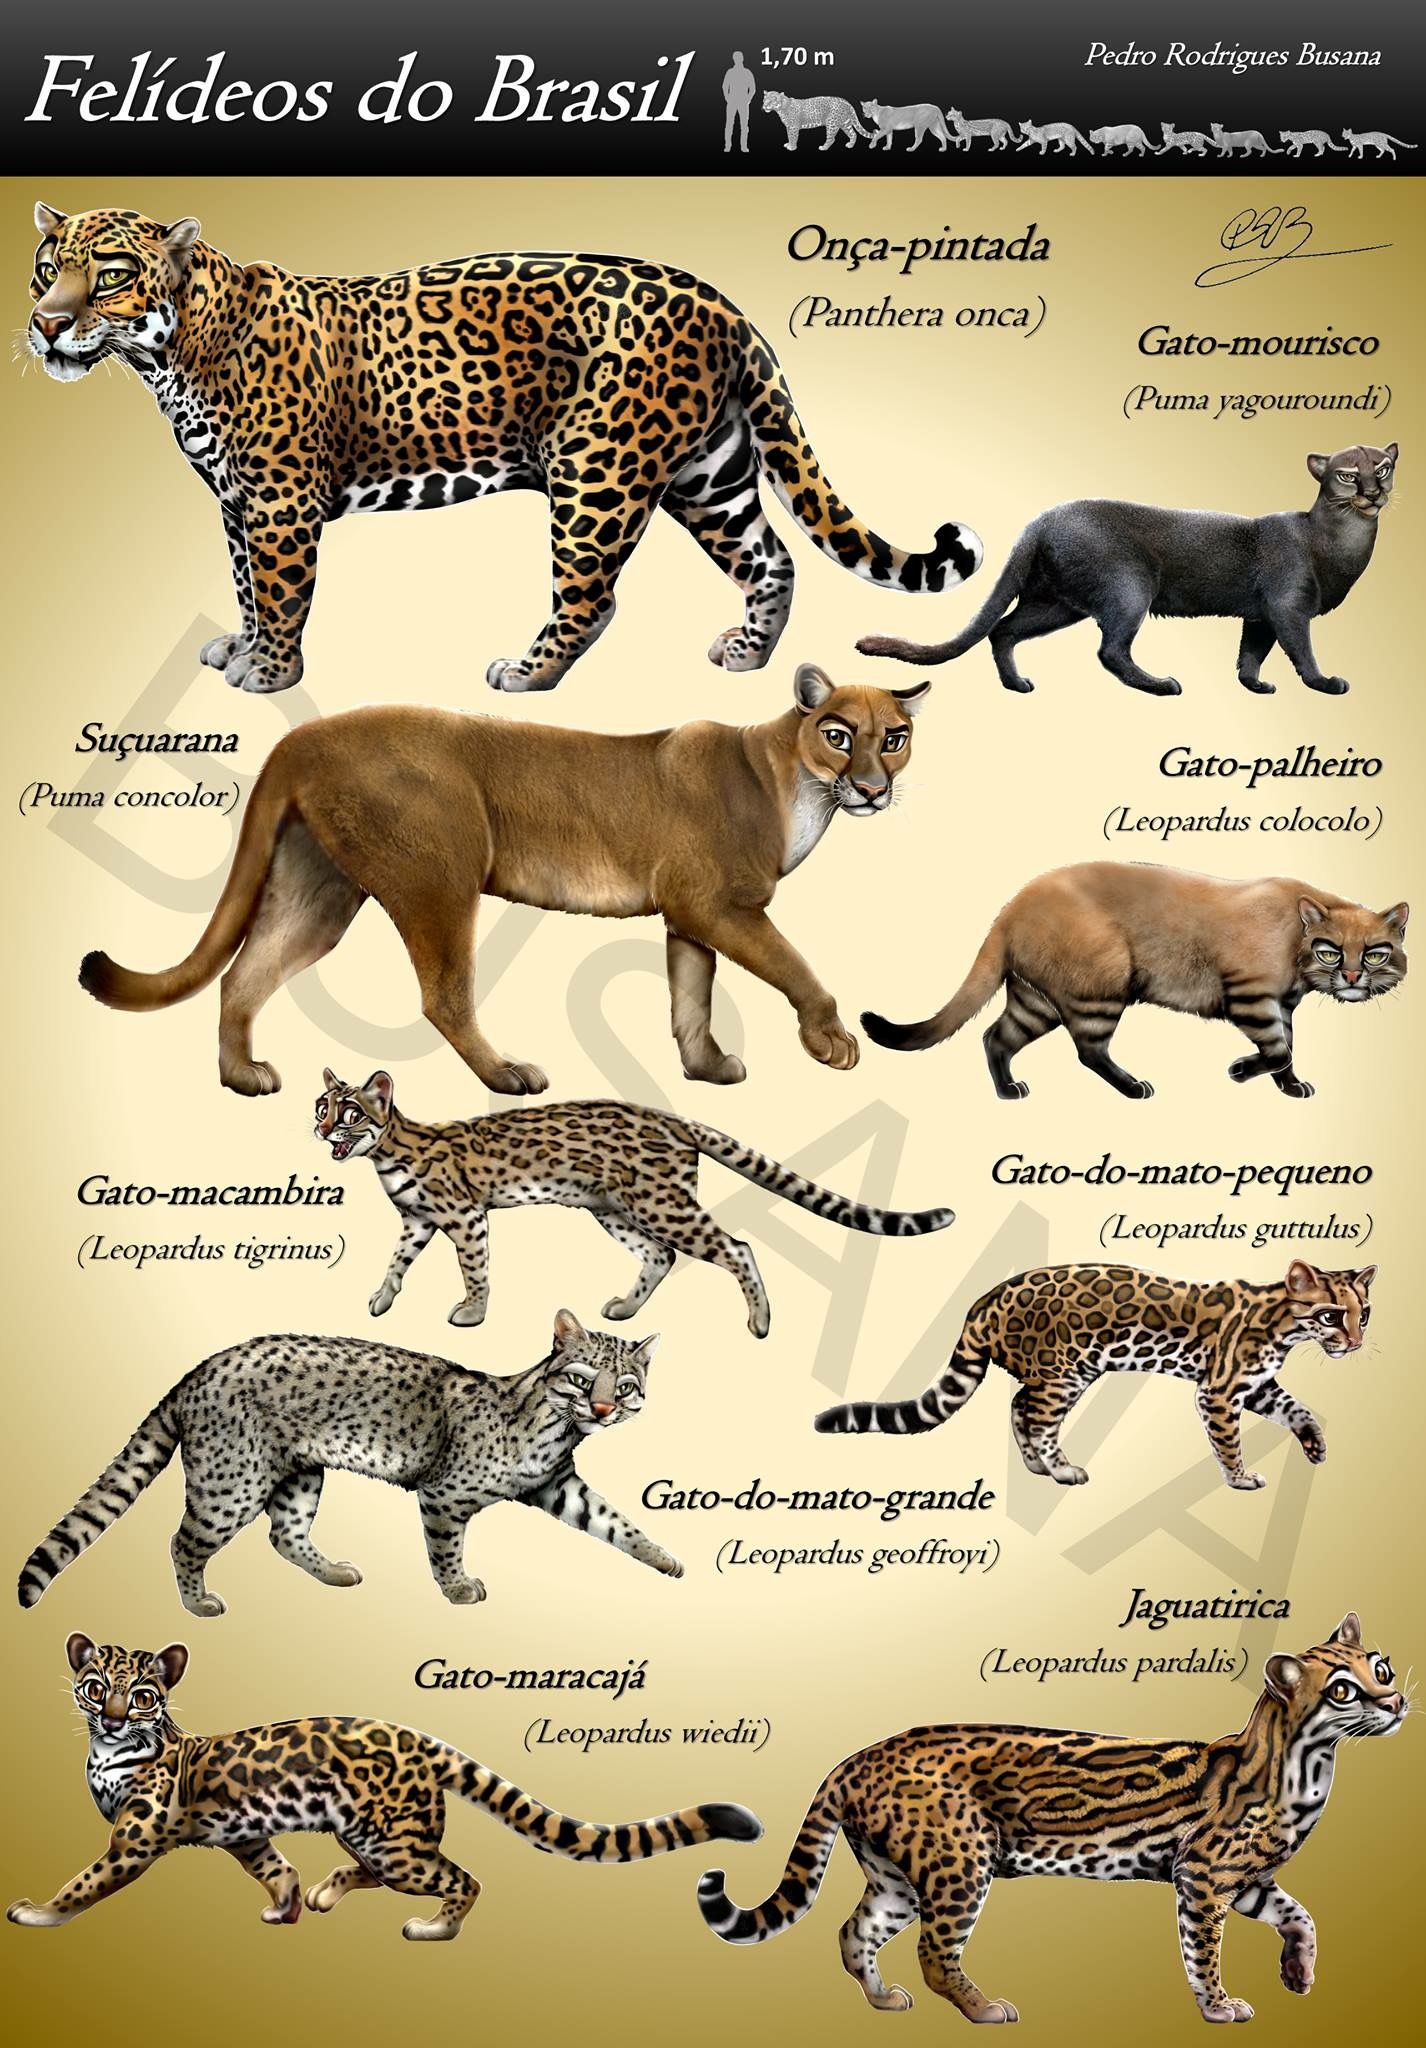 Felídeos do Brasil
1,70 m
Pedro Rodrigues Busana
Onça-pintada
(Panthera onca)
Gato-mourisco
(Puma yagouroundi)
Suçuarana
(Puma concolor)
Gato-palheiro
(Leopardus colocolo)
Gato-macambira
(Leopardus tigrinus)
Gato-do-mato-pequeno
(Leopardus guttulus)
Gato-do-mato-grande
(Leopardus geoffroyi)
Jaguatirica
(Leopardus pardalis)
Gato-maracajá
(Leopardus wiedii)
BUSANA